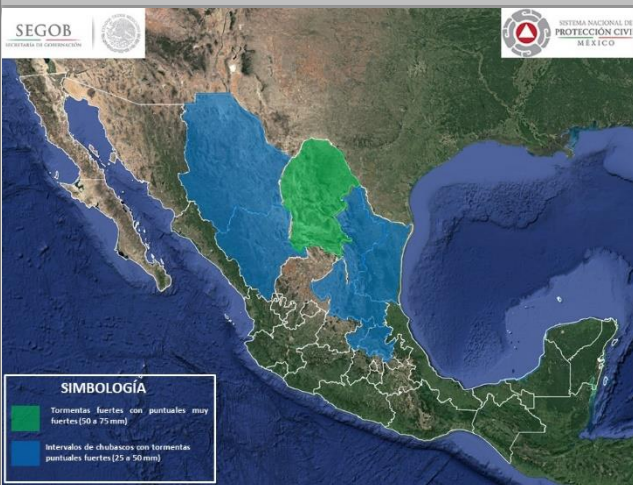 SEGOB
SECRETARÍA DE GOBERNACIÓN
SISTEMA NACIONAL DE
PROTECCIÓN CIVI
MÉXICO
SIMBOLOGÍA
Tormentas fuertes con puntuales muy
fuertes (50 a 75 mm)
Intervalos de chubascos con tormentas
puntuales fuertes (25 a 50 mm)